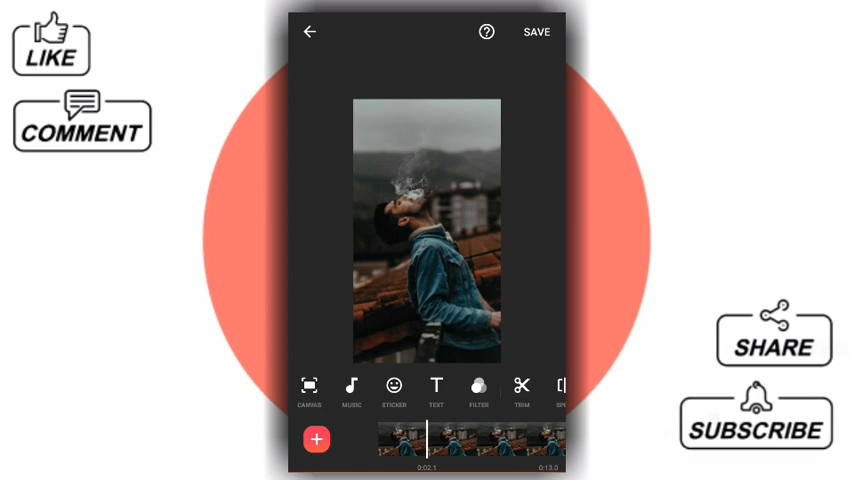 LIKE
COMMENT
SAVE
CANVAS
MUSIC
STICKER
TEXT
FILTER
TRIM
0:02.1
0:13.0
SHARE
SUBSCRIBE